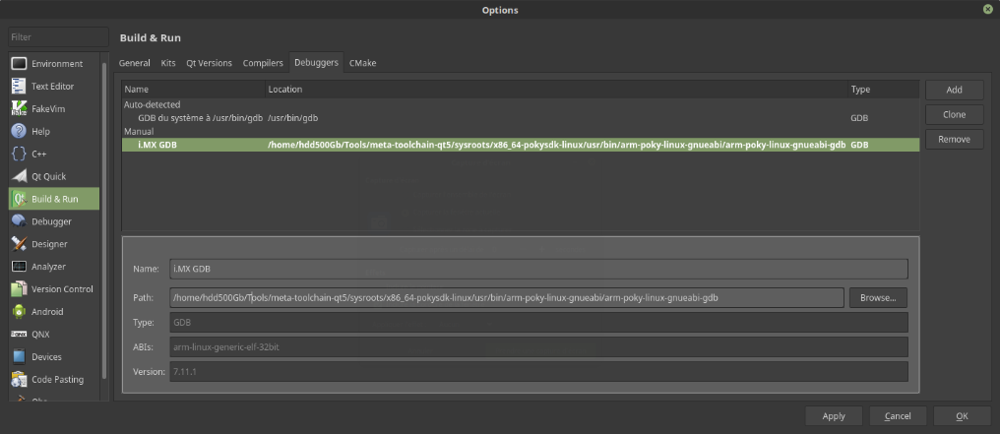 Options
Filter
Environment
Text Editor
FakeVim
Help
C++
Qt Quick
Build & Run
Debugger
Designer
Analyzer
Version Control
Android
QNX
Devices
Code Pasting
Build & Run
General Kits Qt Versions Compilers Debuggers CMake
Name Location Type
Auto-detected
GDB du système à /usr/bin/gdb /usr/bin/gdb GDB
Manual
i.MX GDB /home/hdd500Gb/Tools/meta-toolchain-qt5/sysroots/x86_64-pokysdk-linux/usr/bin/arm-poky-linux-gnueabi/arm-poky-linux-gnueabi-gdb GDB
Add
Clone
Remove
Name: i.MX GDB
Path: /home/hdd500Gb/Tools/meta-toolchain-qt5/sysroots/x86_64-pokysdk-linux/usr/bin/arm-poky-linux-gnueabi/arm-poky-linux-gnueabi-gdb Browse...
Type: GDB
ABIs: arm-linux-generic-elf-32bit
Version: 7.11.1
Apply Cancel OK